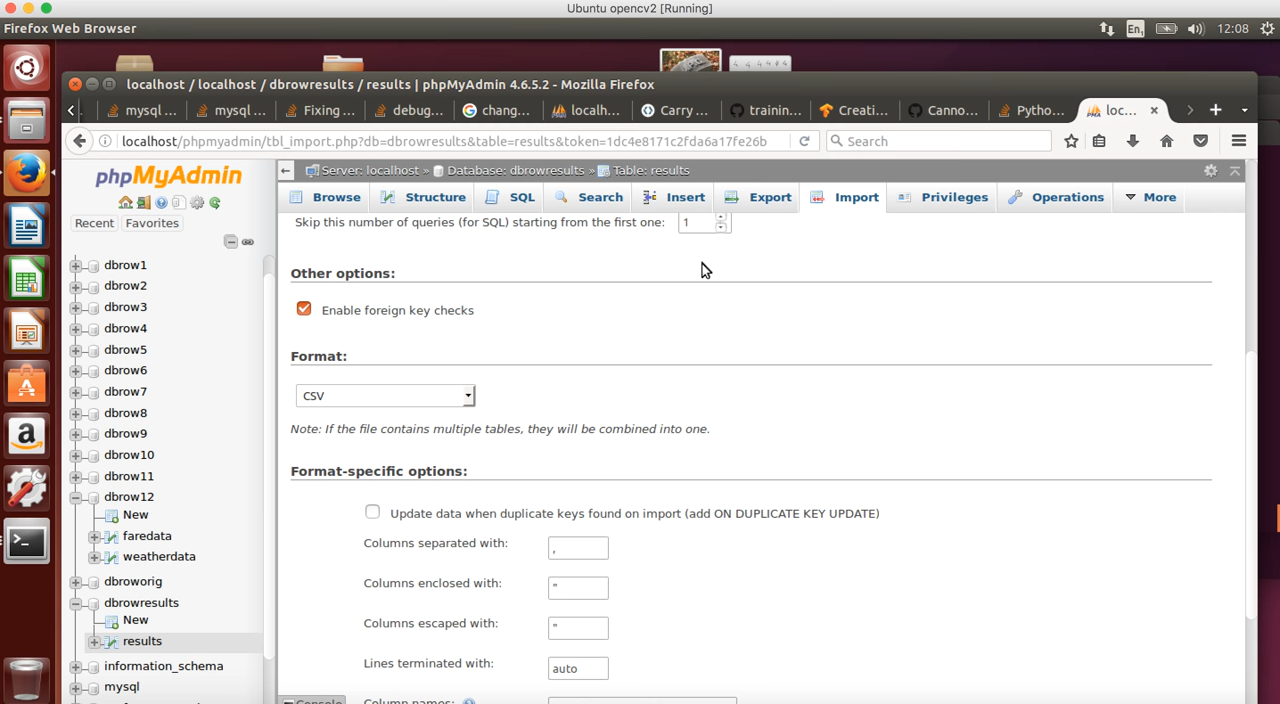 Ubuntu opencv2 [Running]
Firefox Web Browser
En1
12:08
localhost / localhost / dbrowresults / results | phpMyAdmin 4.6.5.2 - Mozilla Firefox
mysql ...
mysql ...
Fixing ...
debug...
chang...
localh...
Carry ...
trainin...
Creati...
Canno...
Pytho...
loc...
localhost/phpmyadmin/tbl_import.php?db=dbrowresults&table=results&token=1dc4e8171c2fda6a17fe26b
Search
phpMyAdmin
Server: localhost » Database: dbrowresults » Table: results
Browse
Structure
SQL
Search
Insert
Export
Import
Privileges
Operations
More
Recent
Favorites
dbrow1
dbrow2
dbrow3
dbrow4
dbrow5
dbrow6
dbrow7
dbrow8
dbrow9
dbrow10
dbrow11
dbrow12
New
faredata
weatherdata
dbroworig
dbrowresults
New
results
information_schema
mysql
Skip this number of queries (for SQL) starting from the first one: 1
Other options:
Enable foreign key checks
Format:
CSV
Note: If the file contains multiple tables, they will be combined into one.
Format-specific options:
Update data when duplicate keys found on import (add ON DUPLICATE KEY UPDATE)
Columns separated with: ,
Columns enclosed with: "
Columns escaped with: "
Lines terminated with: auto
Console
Column names: